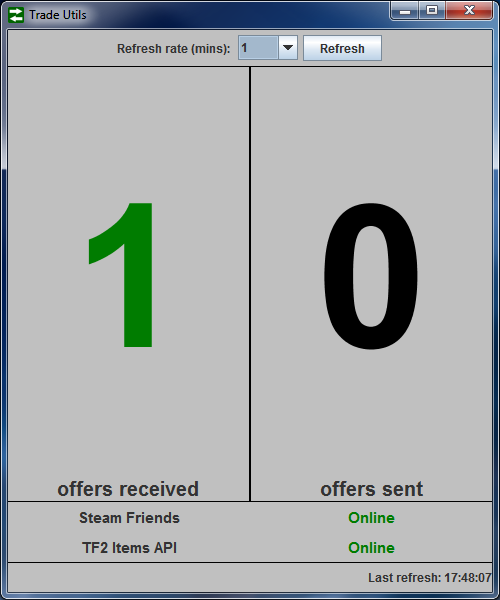 Trade Utils
Refresh rate (mins): 1 Refresh
1 0
offers received offers sent
Steam Friends Online
TF2 Items API Online
Last refresh: 17:48:07